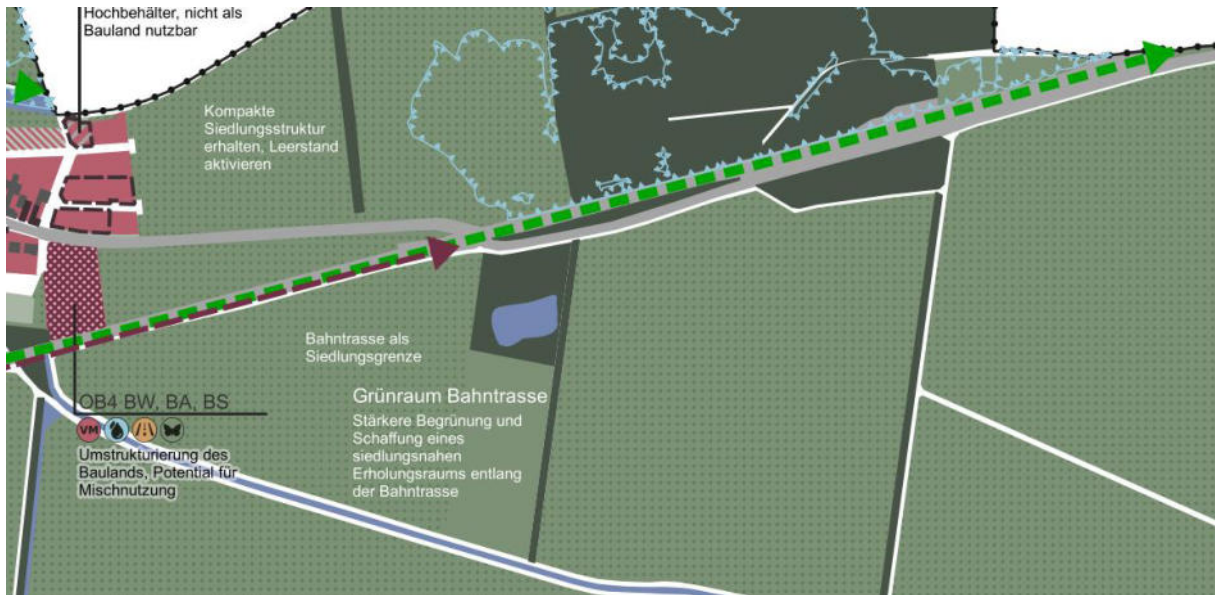 Hochbehälter, nicht als
Bauland nutzbar
Kompakte
Siedlungsstruktur
erhalten, Leerstand
aktivieren
Bahntrasse als
Siedlungsgrenze
Grünraum Bahntrasse
Stärkere Begrünung und
Schaffung eines
siedlungsnahen
Erholungsraums entlang
der Bahntrasse
OB4 BW, BA, BS
VM
Umstrukturierung des
Baulands, Potential für
Mischnutzung